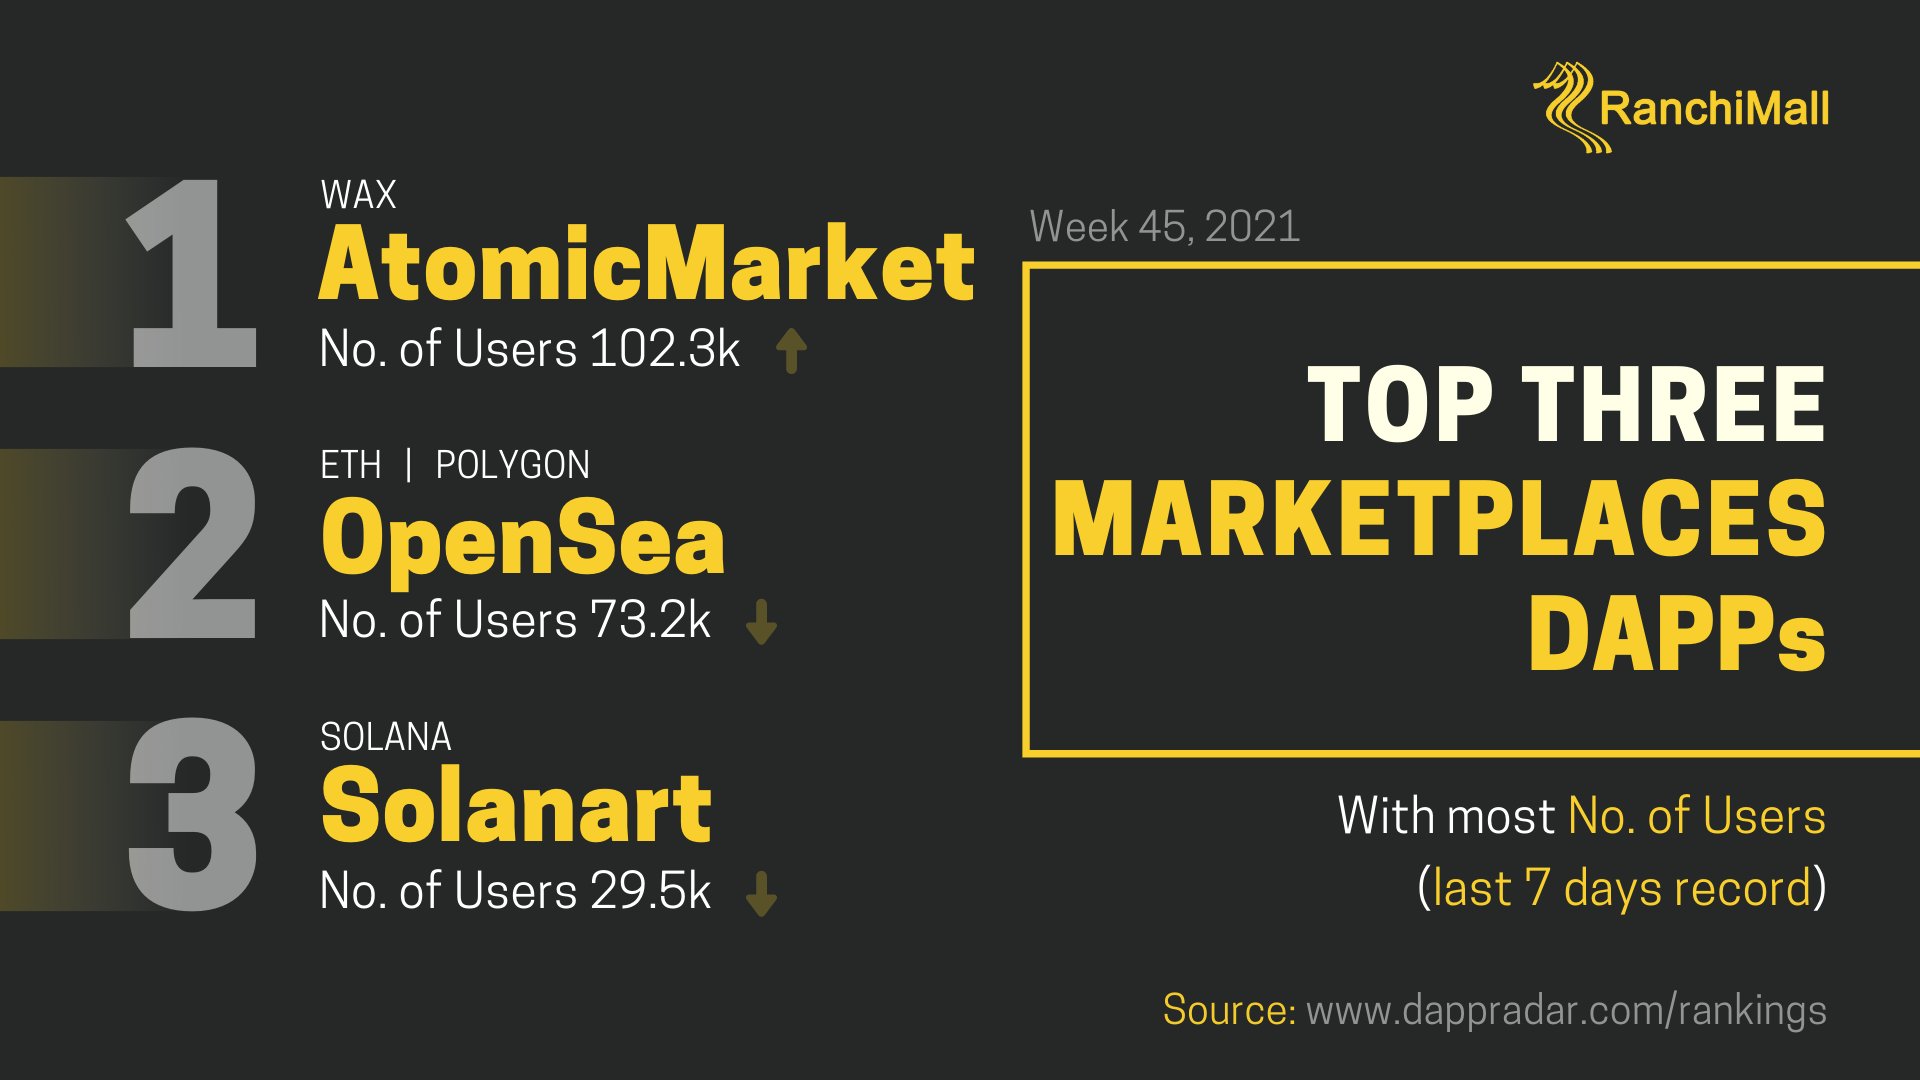 RanchiMall
1
WAX
AtomicMarket
No. of Users 102.3k
2
ETH | POLYGON
OpenSea
No. of Users 73.2k
3
SOLANA
Solanart
No. of Users 29.5k
Week 45, 2021
TOP THREE
MARKETPLACES
DAPPs
With most No. of Users
(last 7 days record)
Source: www.dappradar.com/rankings